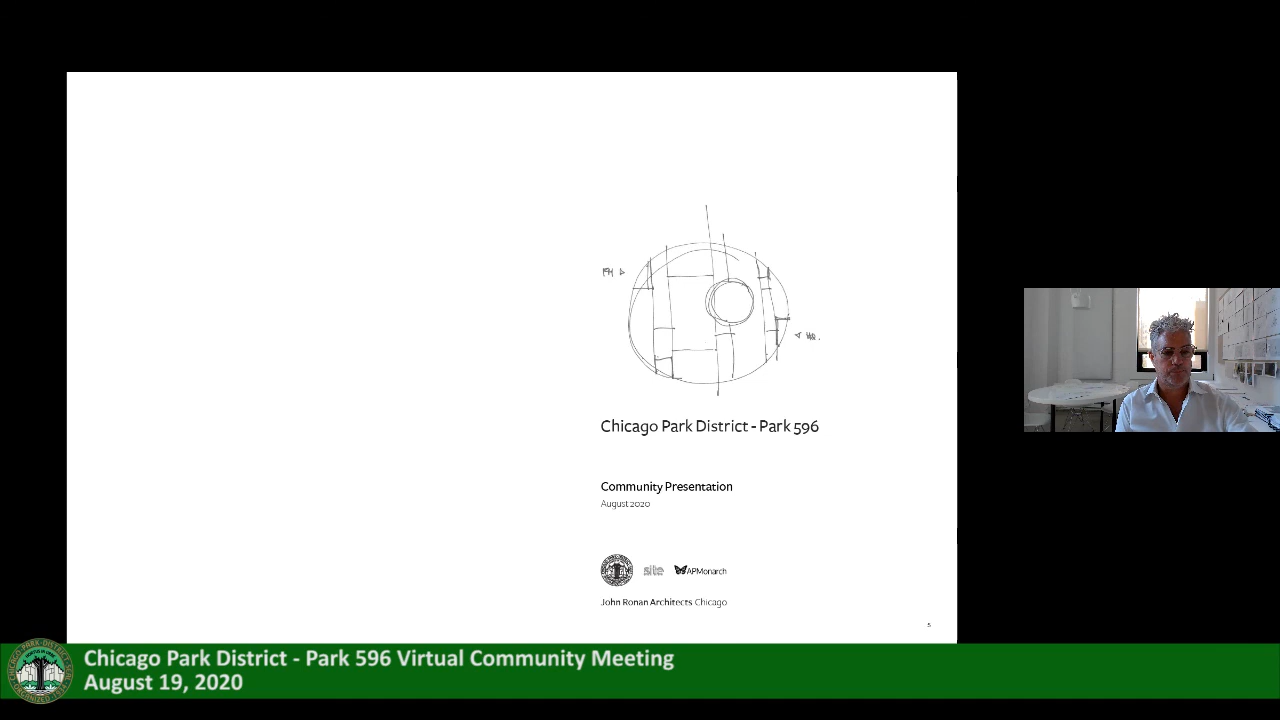 Chicago Park District - Park 596
Community Presentation
August 2020
site
APMonarch
John Ronan Architects Chicago
5
Chicago Park District - Park 596 Virtual Community Meeting
August 19, 2020